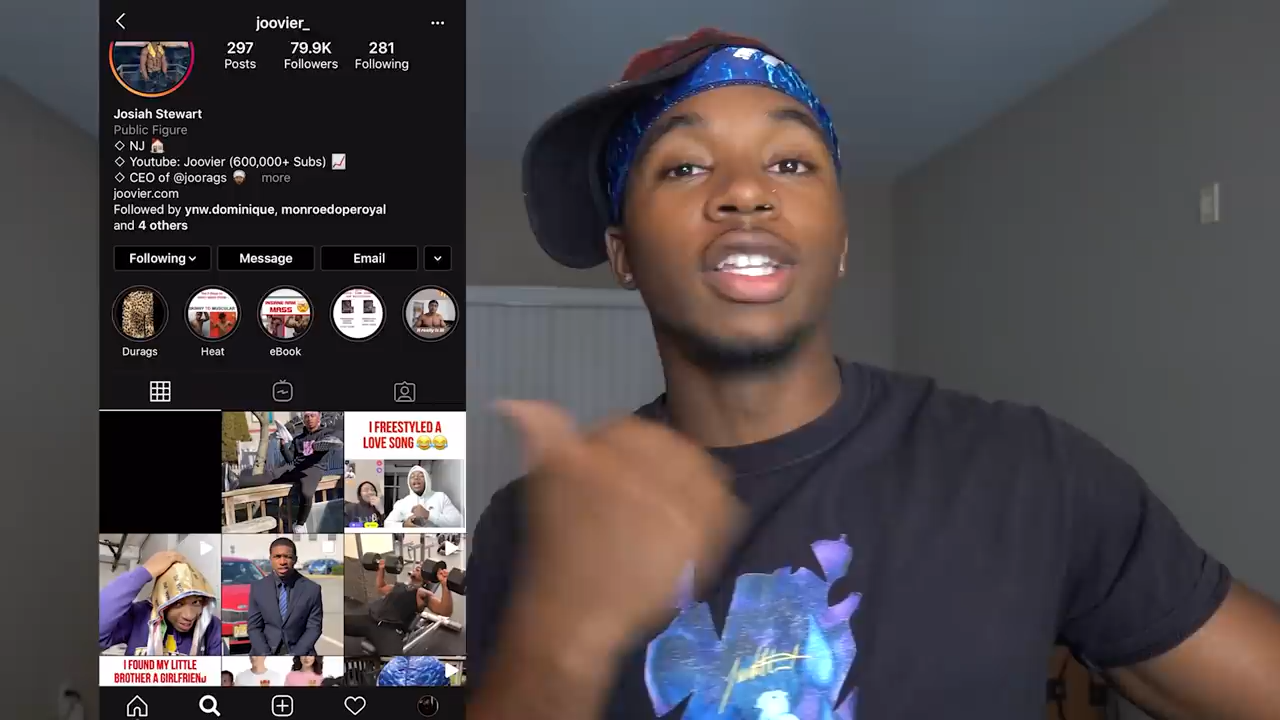 joovier_
297
79.9K
281
Posts
Followers
Following
Josiah Stewart
Public Figure
◇ NJ 🏠
◇ Youtube: Joovier (600,000+ Subs) 📈
◇ CEO of @joorags 👳🏾‍♂️ more
joovier.com
Followed by ynw.dominique, monroedoperoyal
and 4 others
Following
Message
Email
MASS
Durags
Heat
eBook
I FREESTYLED A
LOVE SONG 😂😂
I FOUND MY LITTLE
BROTHER A GIRLFRIEND